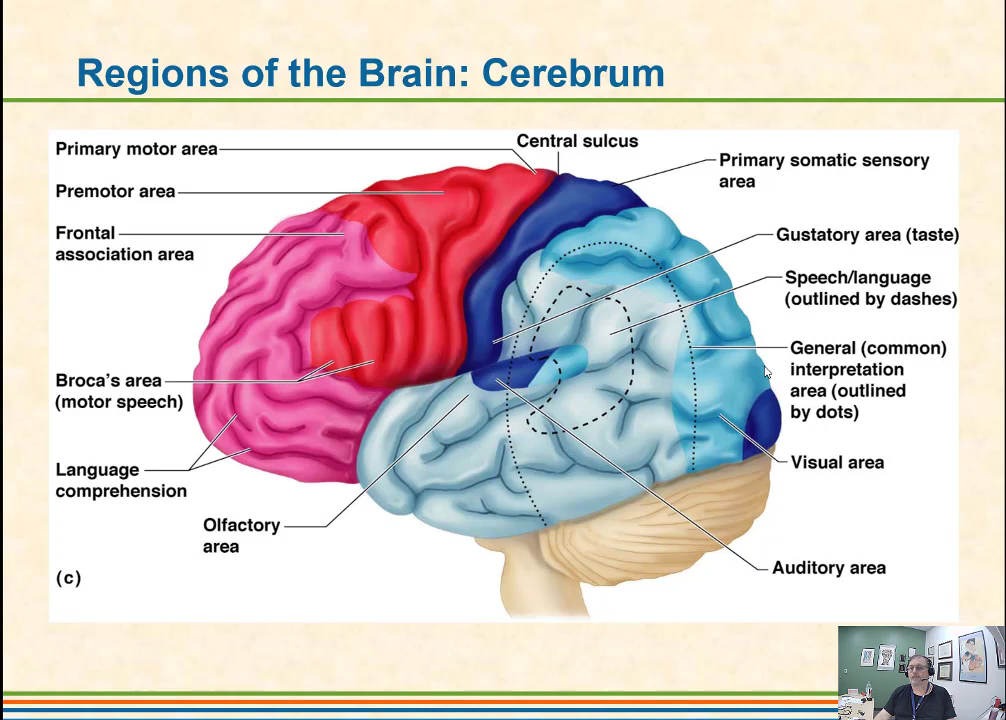 Regions of the Brain: Cerebrum
Primary motor area
Central sulcus
Primary somatic sensory
area
Premotor area
Frontal
association area
Gustatory area (taste)
Speech/language
(outlined by dashes)
General (common)
interpretation
area (outlined
by dots)
Broca's area
(motor speech)
Visual area
Language
comprehension
Olfactory
area
Auditory area
(c)